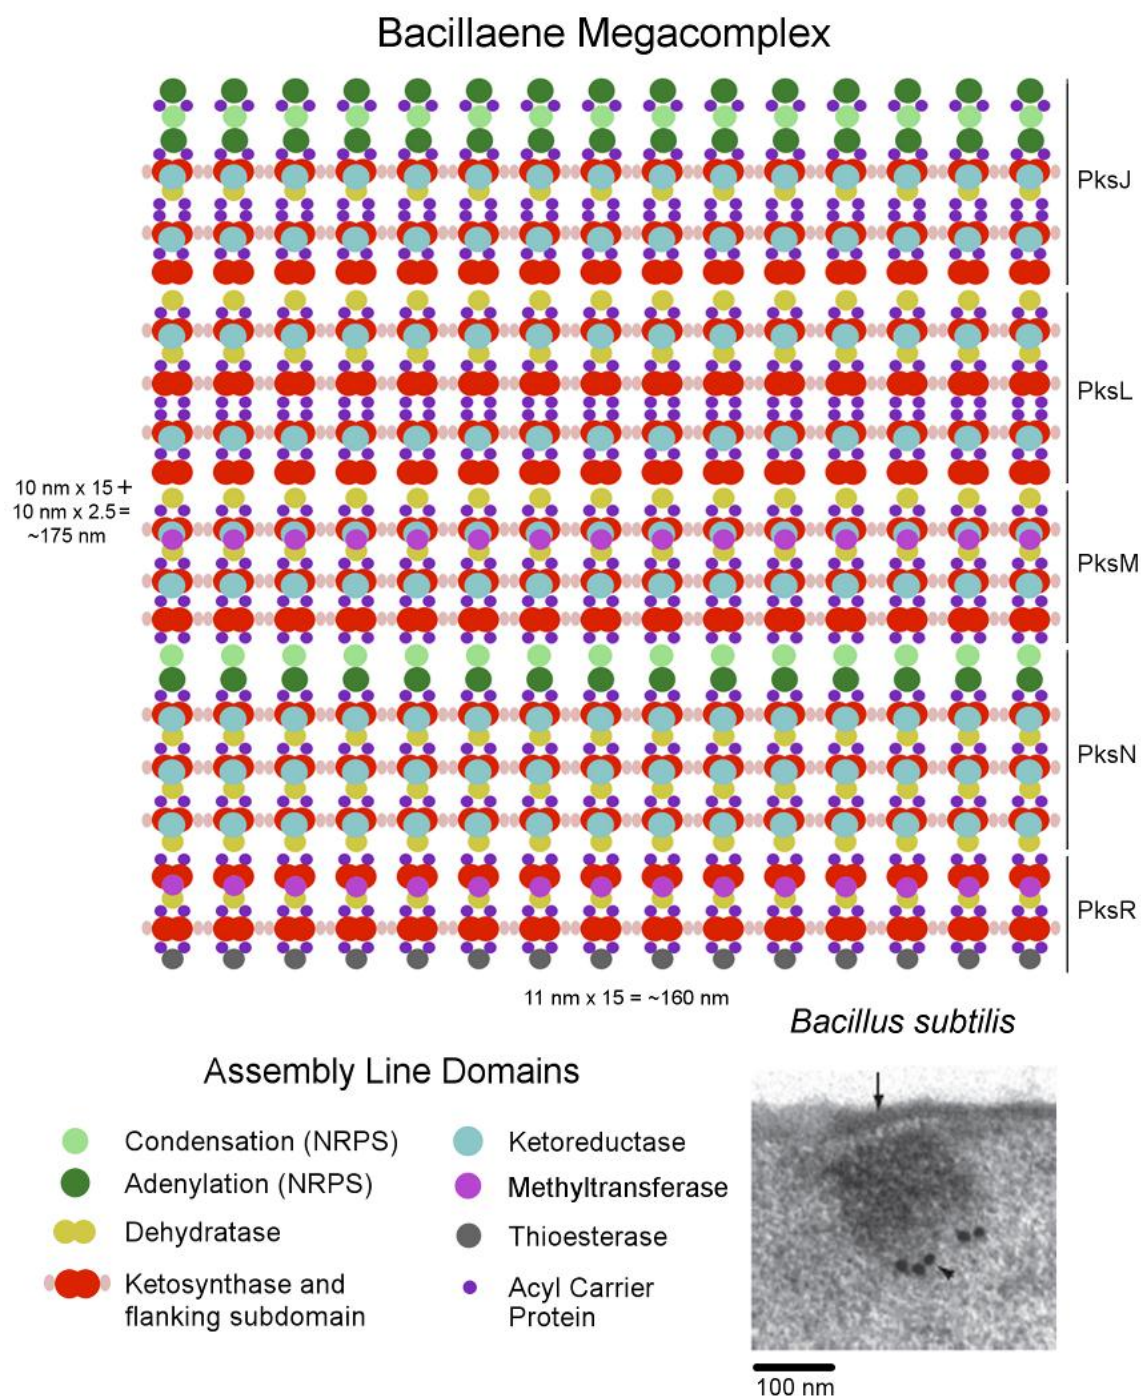 Bacillaene Megacomplex
PksJ
PksL
10 nm x 15 +
10 nm x 2.5 =
~175 nm
PksM
PksN
PksR
11 nm x 15 = ~160 nm
Bacillus subtilis
Assembly Line Domains
Condensation (NRPS)
Adenylation (NRPS)
Dehydratase
Ketosynthase and
flanking subdomain
Ketoreductase
Methyltransferase
Thioesterase
Acyl Carrier
Protein
100 nm